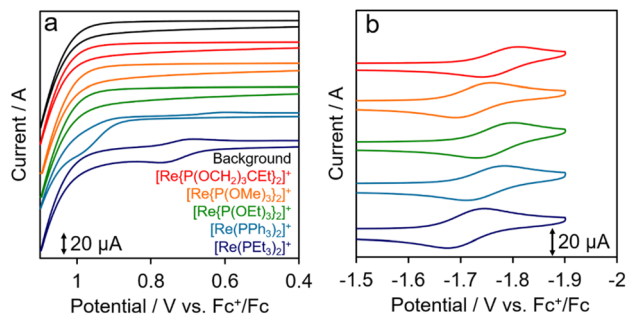 a
Current / A
Background
[Re{P(OCH₂)₃CEt}₂]⁺
[Re{P(OMe)₃}₂]⁺
[Re{P(OEt)₃}₂]⁺
[Re(PPh₃)₂]⁺
[Re(PEt₃)₂]⁺
20 µA
1 0.8 0.6 0.4
Potential / V vs. Fc⁺/Fc
b
Current / A
20 µA
-1.5 -1.6 -1.7 -1.8 -1.9 -2
Potential / V vs. Fc⁺/Fc